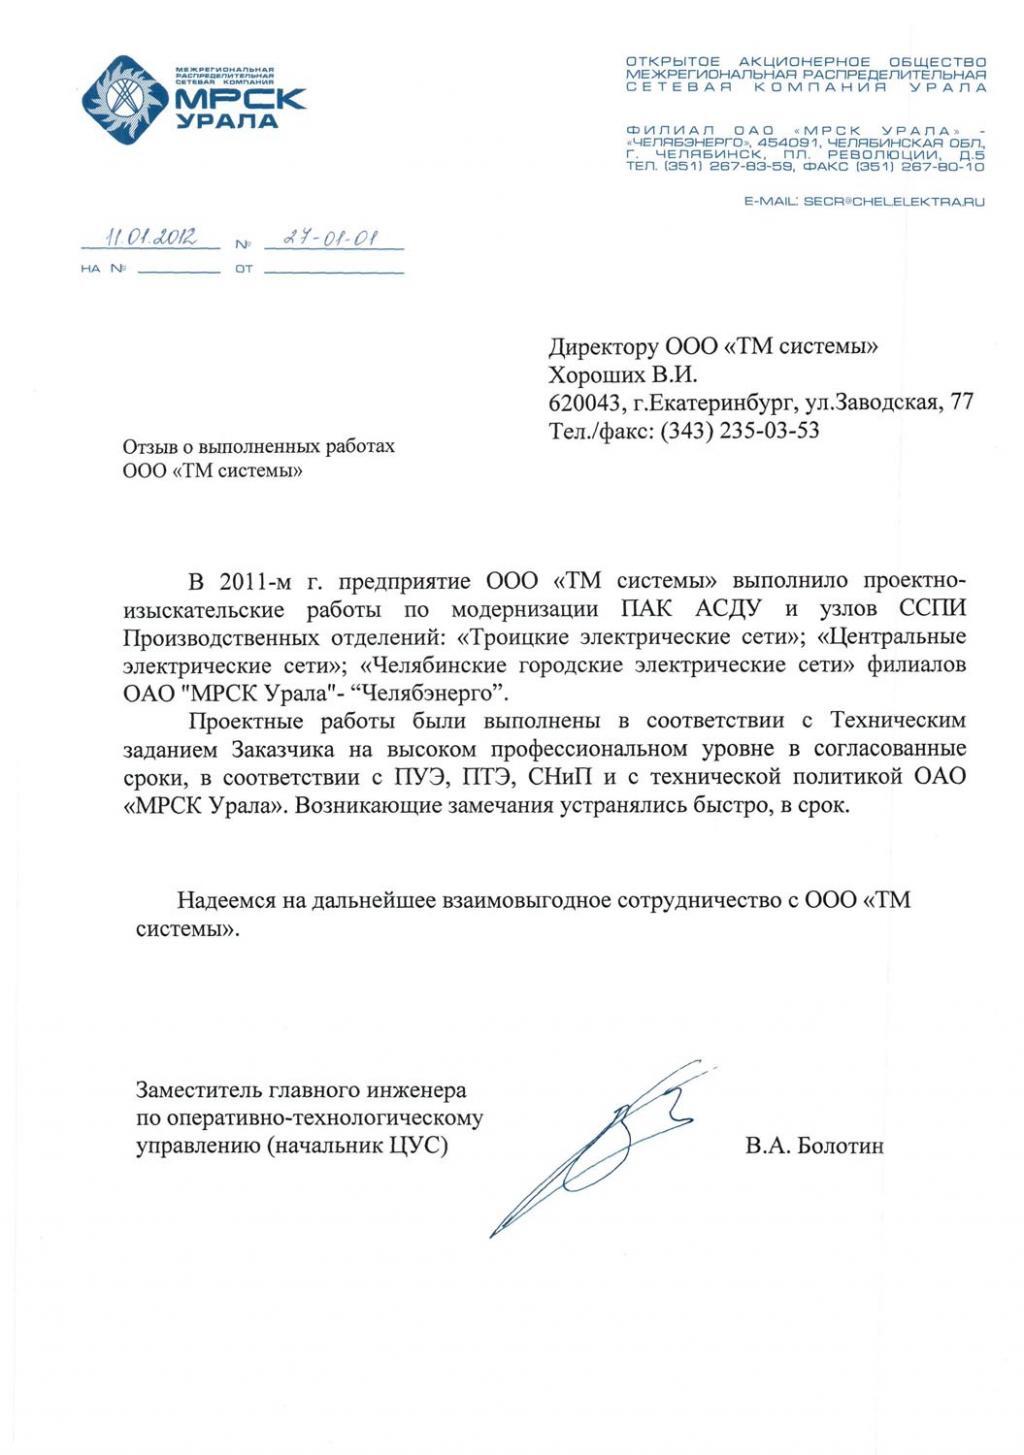 МЕЖРЕГИОНАЛЬНАЯ
РАСПРЕДЕЛИТЕЛЬНАЯ
СЕТЕВАЯ КОМПАНИЯ
МРСК
УРАЛА
ОТКРЫТОЕ АКЦИОНЕРНОЕ ОБЩЕСТВО
МЕЖРЕГИОНАЛЬНАЯ РАСПРЕДЕЛИТЕЛЬНАЯ
СЕТЕВАЯ КОМПАНИЯ УРАЛА
ФИЛИАЛ ОАО «МРСК УРАЛА» -
«ЧЕЛЯБЭНЕРГО», 454091, ЧЕЛЯБИНСКАЯ ОБЛ.,
Г. ЧЕЛЯБИНСК, ПЛ. РЕВОЛЮЦИИ, Д.5
ТЕЛ. (351) 267-83-59, ФАКС (351) 267-80-10
E-MAIL: SECR@CHEL.ELEKTRA.RU
11.01.2012 № 27-01-01
НА № ОТ
Директору ООО «ТМ системы»
Хороших В.И.
620043, г.Екатеринбург, ул.Заводская, 77
Тел./факс: (343) 235-03-53
Отзыв о выполненных работах
ООО «ТМ системы»
В 2011-м г. предприятие ООО «ТМ системы» выполнило проектно-
изыскательские работы по модернизации ПАК АСДУ и узлов ССПИ
Производственных отделений: «Троицкие электрические сети»; «Центральные
электрические сети»; «Челябинские городские электрические сети» филиалов
ОАО "МРСК Урала"- “Челябэнерго”.
Проектные работы были выполнены в соответствии с Техническим
заданием Заказчика на высоком профессиональном уровне в согласованные
сроки, в соответствии с ПУЭ, ПТЭ, СНиП и с технической политикой ОАО
«МРСК Урала». Возникающие замечания устранялись быстро, в срок.
Надеемся на дальнейшее взаимовыгодное сотрудничество с ООО «ТМ
системы».
Заместитель главного инженера
по оперативно-технологическому
управлению (начальник ЦУС)
В.А. Болотин